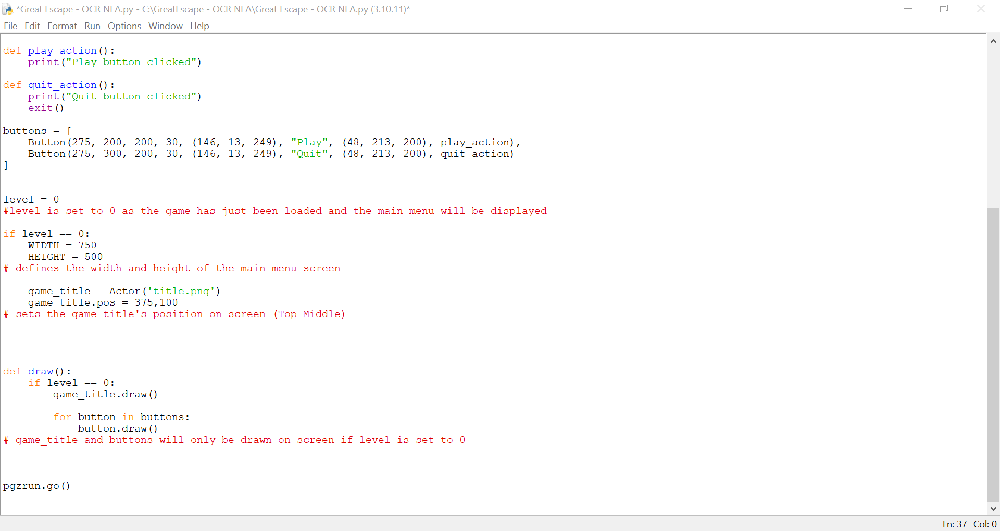 *Great Escape - OCR NEA.py - C:\GreatEscape - OCR NEA\Great Escape - OCR NEA.py (3.10.11)*
File Edit Format Run Options Window Help
def play_action():
    print("Play button clicked")
def quit_action():
    print("Quit button clicked")
    exit()
buttons = [
    Button(275, 200, 200, 30, (146, 13, 249), "Play", (48, 213, 200), play_action),
    Button(275, 300, 200, 30, (146, 13, 249), "Quit", (48, 213, 200), quit_action)
]
level = 0
#level is set to 0 as the game has just been loaded and the main menu will be displayed
if level == 0:
    WIDTH = 750
    HEIGHT = 500
# defines the width and height of the main menu screen
    game_title = Actor('title.png')
    game_title.pos = 375,100
# sets the game title's position on screen (Top-Middle)
def draw():
    if level == 0:
        game_title.draw()
        for button in buttons:
            button.draw()
# game_title and buttons will only be drawn on screen if level is set to 0
pgzrun.go()
Ln: 37 Col: 0